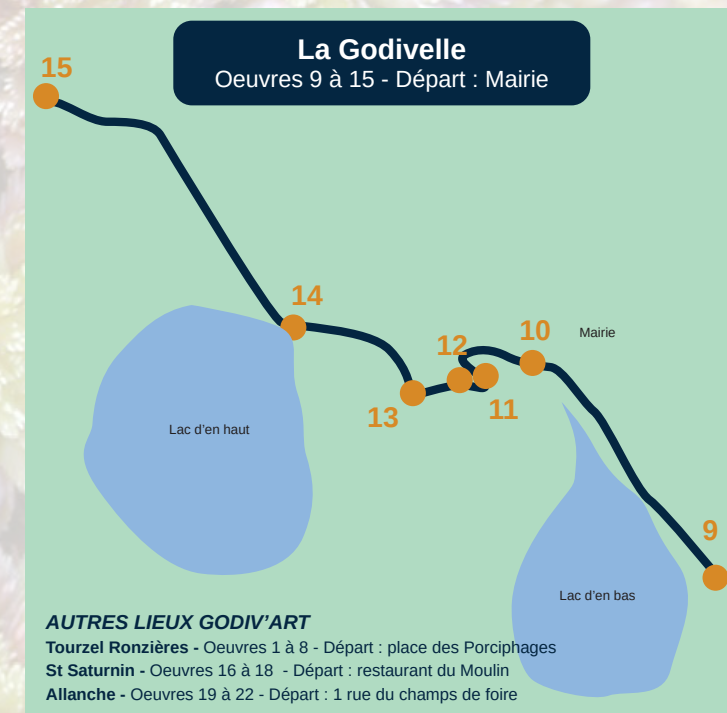 La Godivelle
Oeuvres 9 à 15 - Départ : Mairie
15
14
10
Mairie
12
13
11
Lac d'en haut
9
Lac d'en bas
AUTRES LIEUX GODIV'ART
Tourzel Ronzières - Oeuvres 1 à 8 - Départ : place des Porciphages
St Saturnin - Oeuvres 16 à 18 - Départ : restaurant du Moulin
Allanche - Oeuvres 19 à 22 - Départ : 1 rue du champs de foire